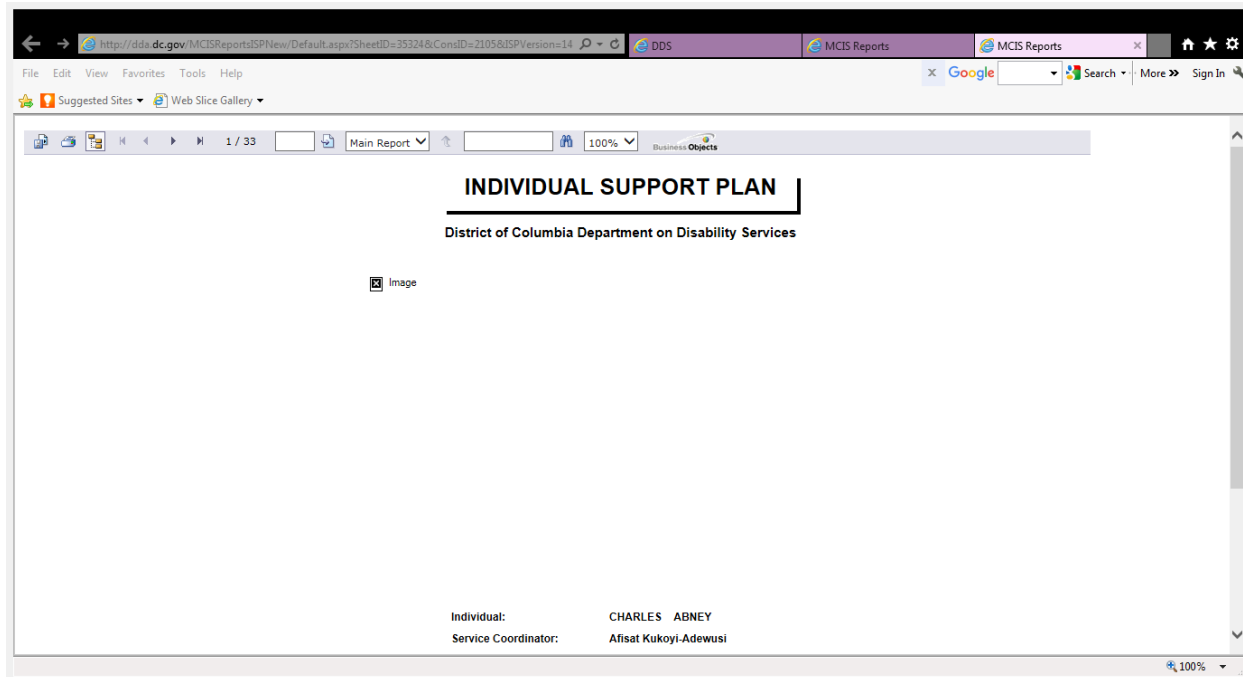 http://dda.dc.gov/MCISReportsISPNew/Default.aspx?SheetID=35324&ConsID=2105&ISPVersion=14 DDS MCIS Reports MCIS Reports
File Edit View Favorites Tools Help x Google Search More » Sign In
Suggested Sites Web Slice Gallery
1 / 33 Main Report 100% Business Objects
INDIVIDUAL SUPPORT PLAN
District of Columbia Department on Disability Services
Image
Individual: CHARLES ABNEY
Service Coordinator: Afisat Kukoyi-Adewusi
100%